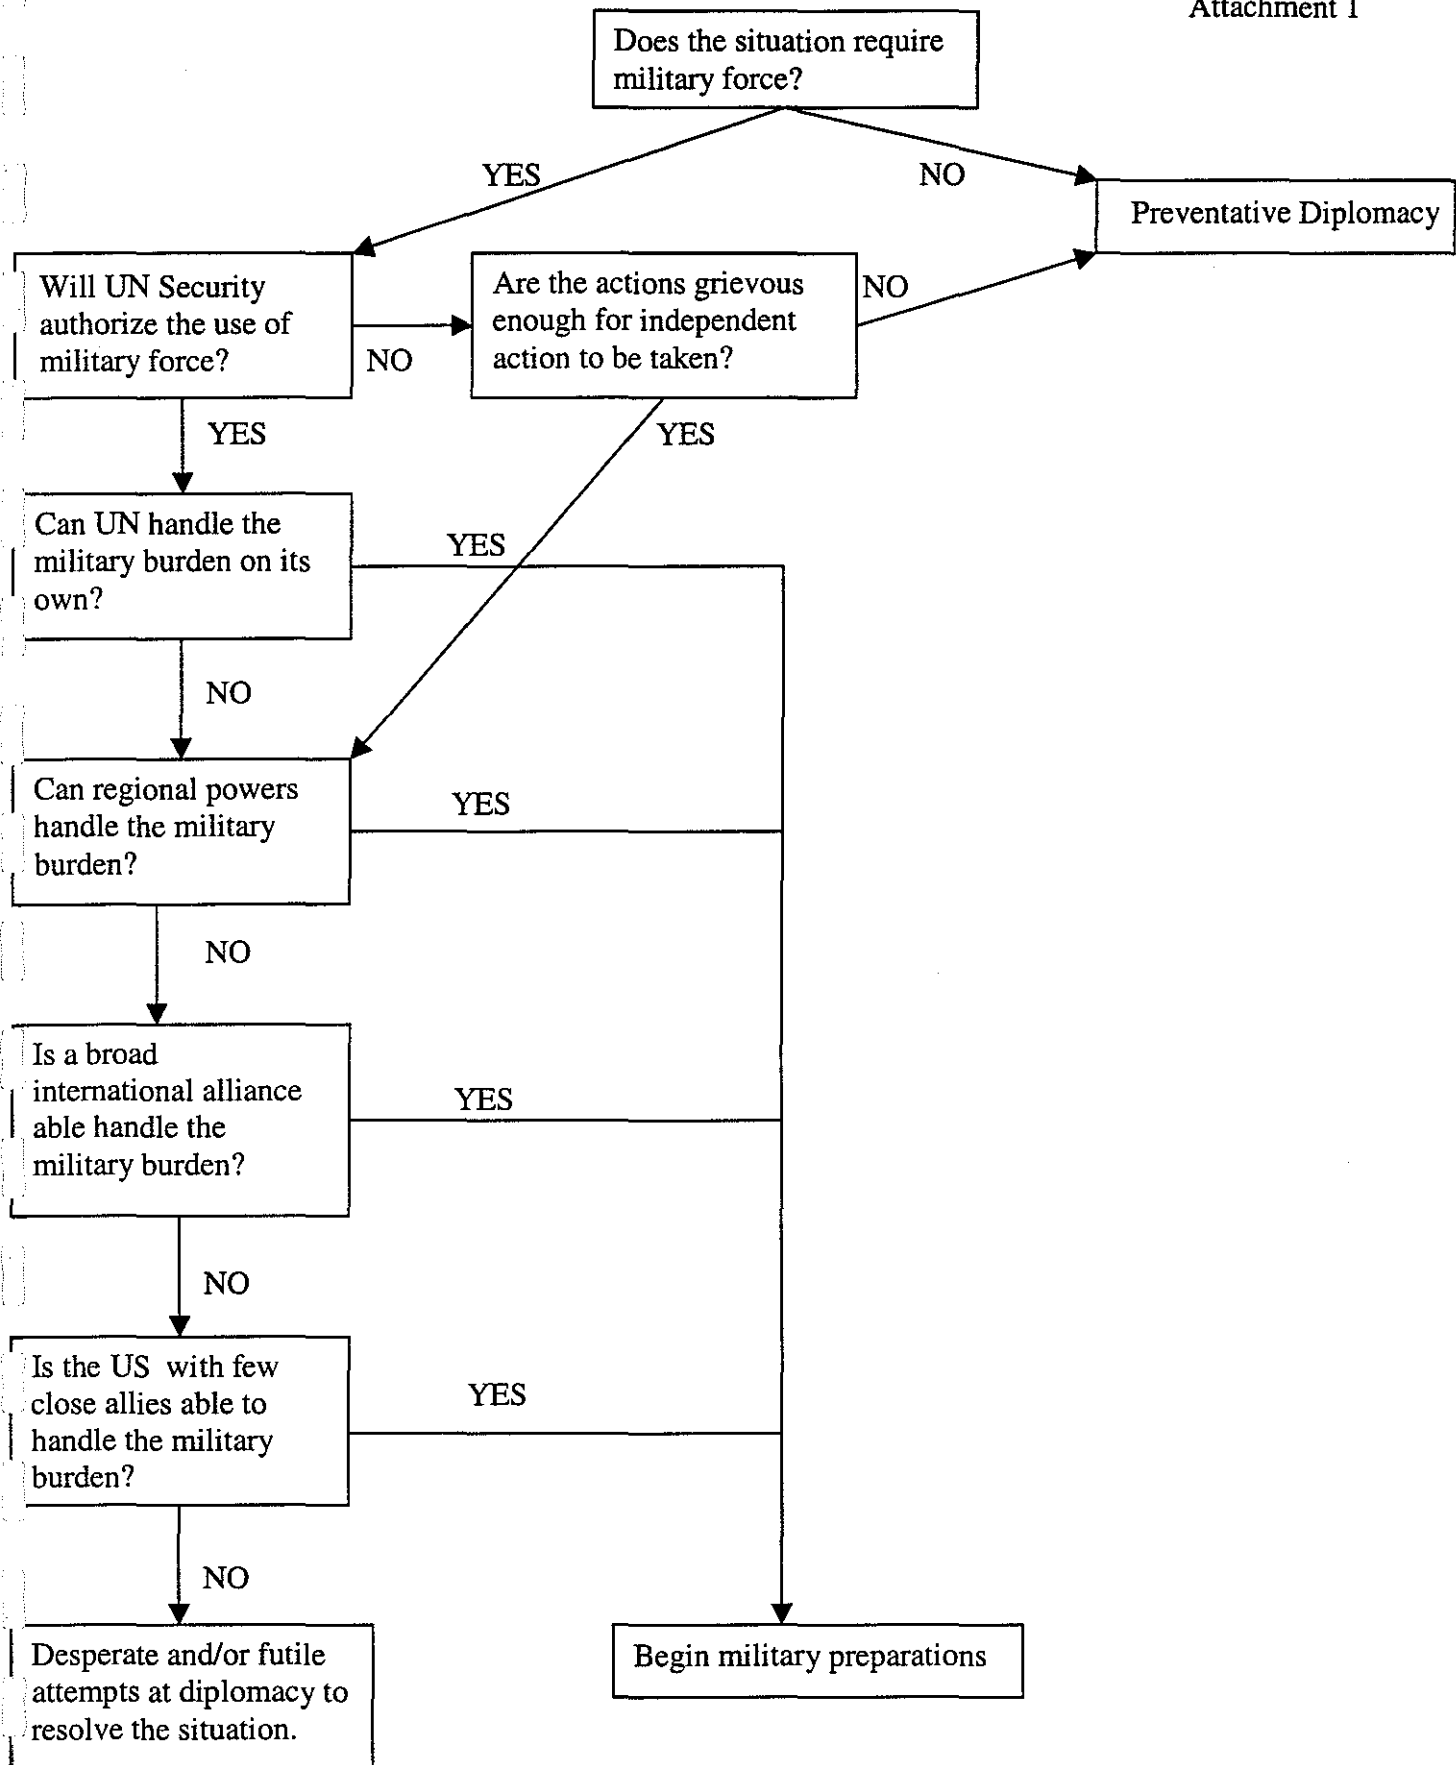 Attachment 1
Does the situation require
military force?
YES
NO
Preventative Diplomacy
Will UN Security
authorize the use of
military force?
NO
Are the actions grievous
enough for independent
action to be taken?
NO
YES
YES
Can UN handle the
military burden on its
own?
YES
NO
Can regional powers
handle the military
burden?
YES
NO
Is a broad
international alliance
able handle the
military burden?
YES
NO
Is the US with few
close allies able to
handle the military
burden?
YES
NO
Desperate and/or futile
attempts at diplomacy to
resolve the situation.
Begin military preparations